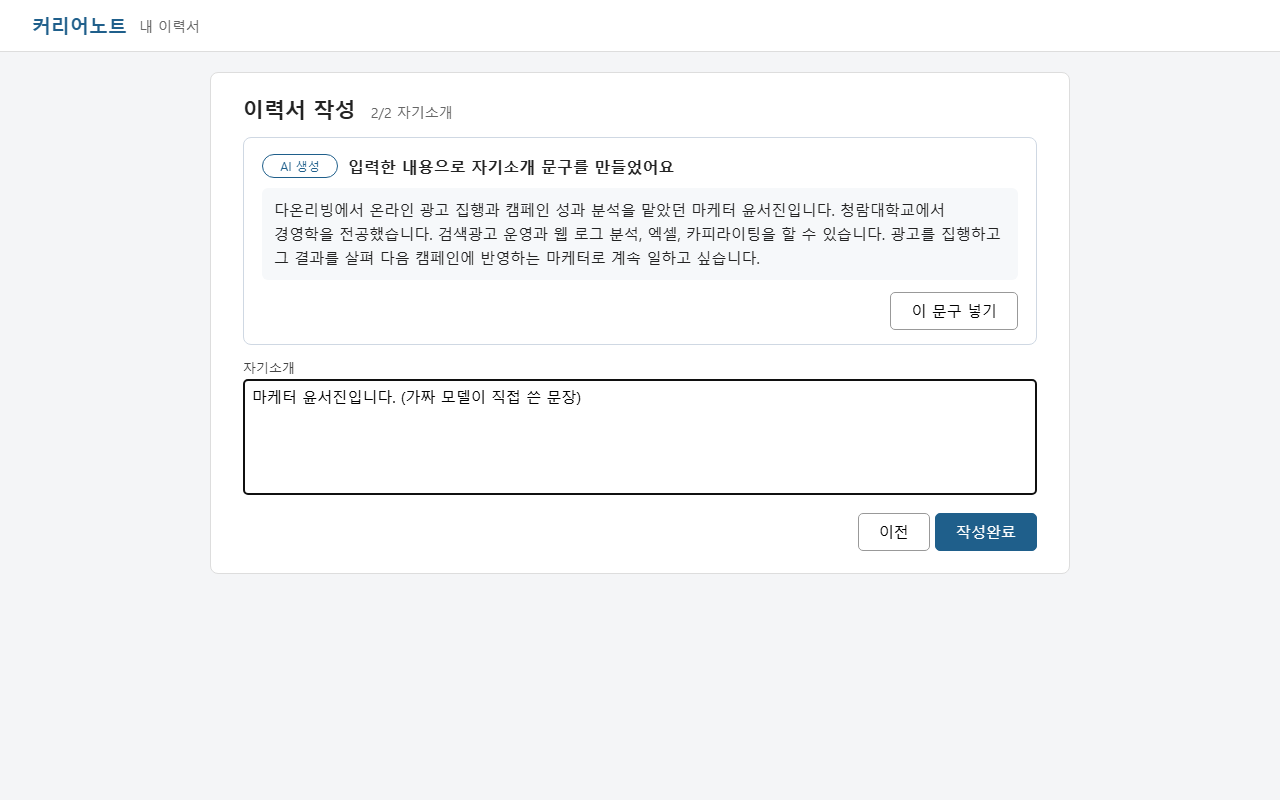 커리어노트 내 이력서
이력서 작성 2/2 자기소개
AI 생성 입력한 내용으로 자기소개 문구를 만들었어요
다온리빙에서 온라인 광고 집행과 캠페인 성과 분석을 맡았던 마케터 윤서진입니다. 청람대학교에서
경영학을 전공했습니다. 검색광고 운영과 웹 로그 분석, 엑셀, 카피라이팅을 할 수 있습니다. 광고를 집행하고
그 결과를 살펴 다음 캠페인에 반영하는 마케터로 계속 일하고 싶습니다.
이 문구 넣기
자기소개
마케터 윤서진입니다. (가짜 모델이 직접 쓴 문장)
이전 작성완료